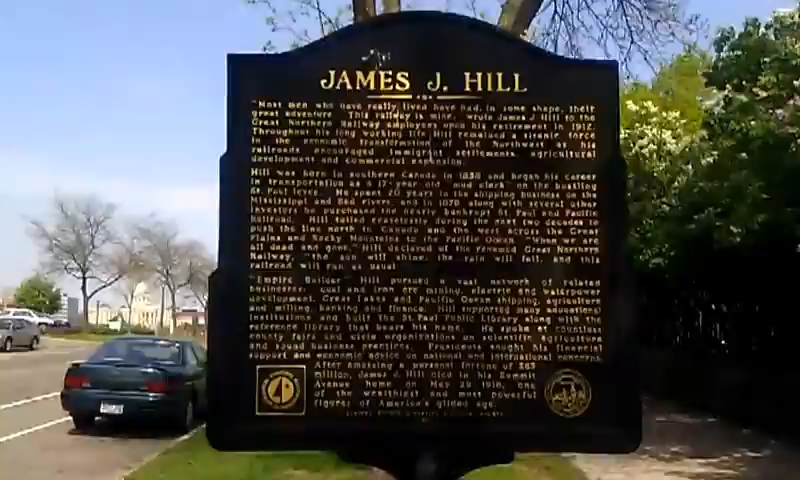 JAMES J. HILL
"Most men who have really lived have had, in some shape, their
great adventure. This railway is mine," wrote James J Hill to the
Great Northern Railway employees upon his retirement in 1912.
Throughout his long working life Hill remained a titanic force
in the economic transformation of the Northwest as his
railroads encouraged immigrant settlements, agricultural
development and commercial expansion.
Hill was born in southern Canada in 1838 and began his career
in transportation as a 17-year old "mud clerk" on the bustling
St. Paul levee. He spent 20 years in the shipping business on the
Mississippi and Red rivers, and in 1878 along with several other
investors purchased the nearly bankrupt St. Paul and Pacific
Railroad. Hill toiled ceaselessly during the next two decades to
push the line north to Canada and the west across the Great
Plains and Rocky Mountains to the Pacific Ocean. "When we are
all dead and gone," Hill declared of the renamed Great Northern
Railway, "the sun will shine, the rain will fall, and this
railroad will run as usual."
"Empire Builder" Hill pursued a vast network of related
businesses: coal and iron ore mining, electric and waterpower
development, Great Lakes and Pacific Ocean shipping, agriculture
and milling, banking and finance. Hill supported many educational
institutions and built the St. Paul Public Library along with the
reference library that bears his name. He spoke at countless
county fairs and civic organizations on scientific agriculture
and sound business practices. Presidents sought his financial
support and economic advice on national and international concerns.
After amassing a personal fortune of $63
million, James J. Hill died in his Summit
Avenue home on May 29 1916, one
of the wealthiest and most powerful
figures of America's gilded age.